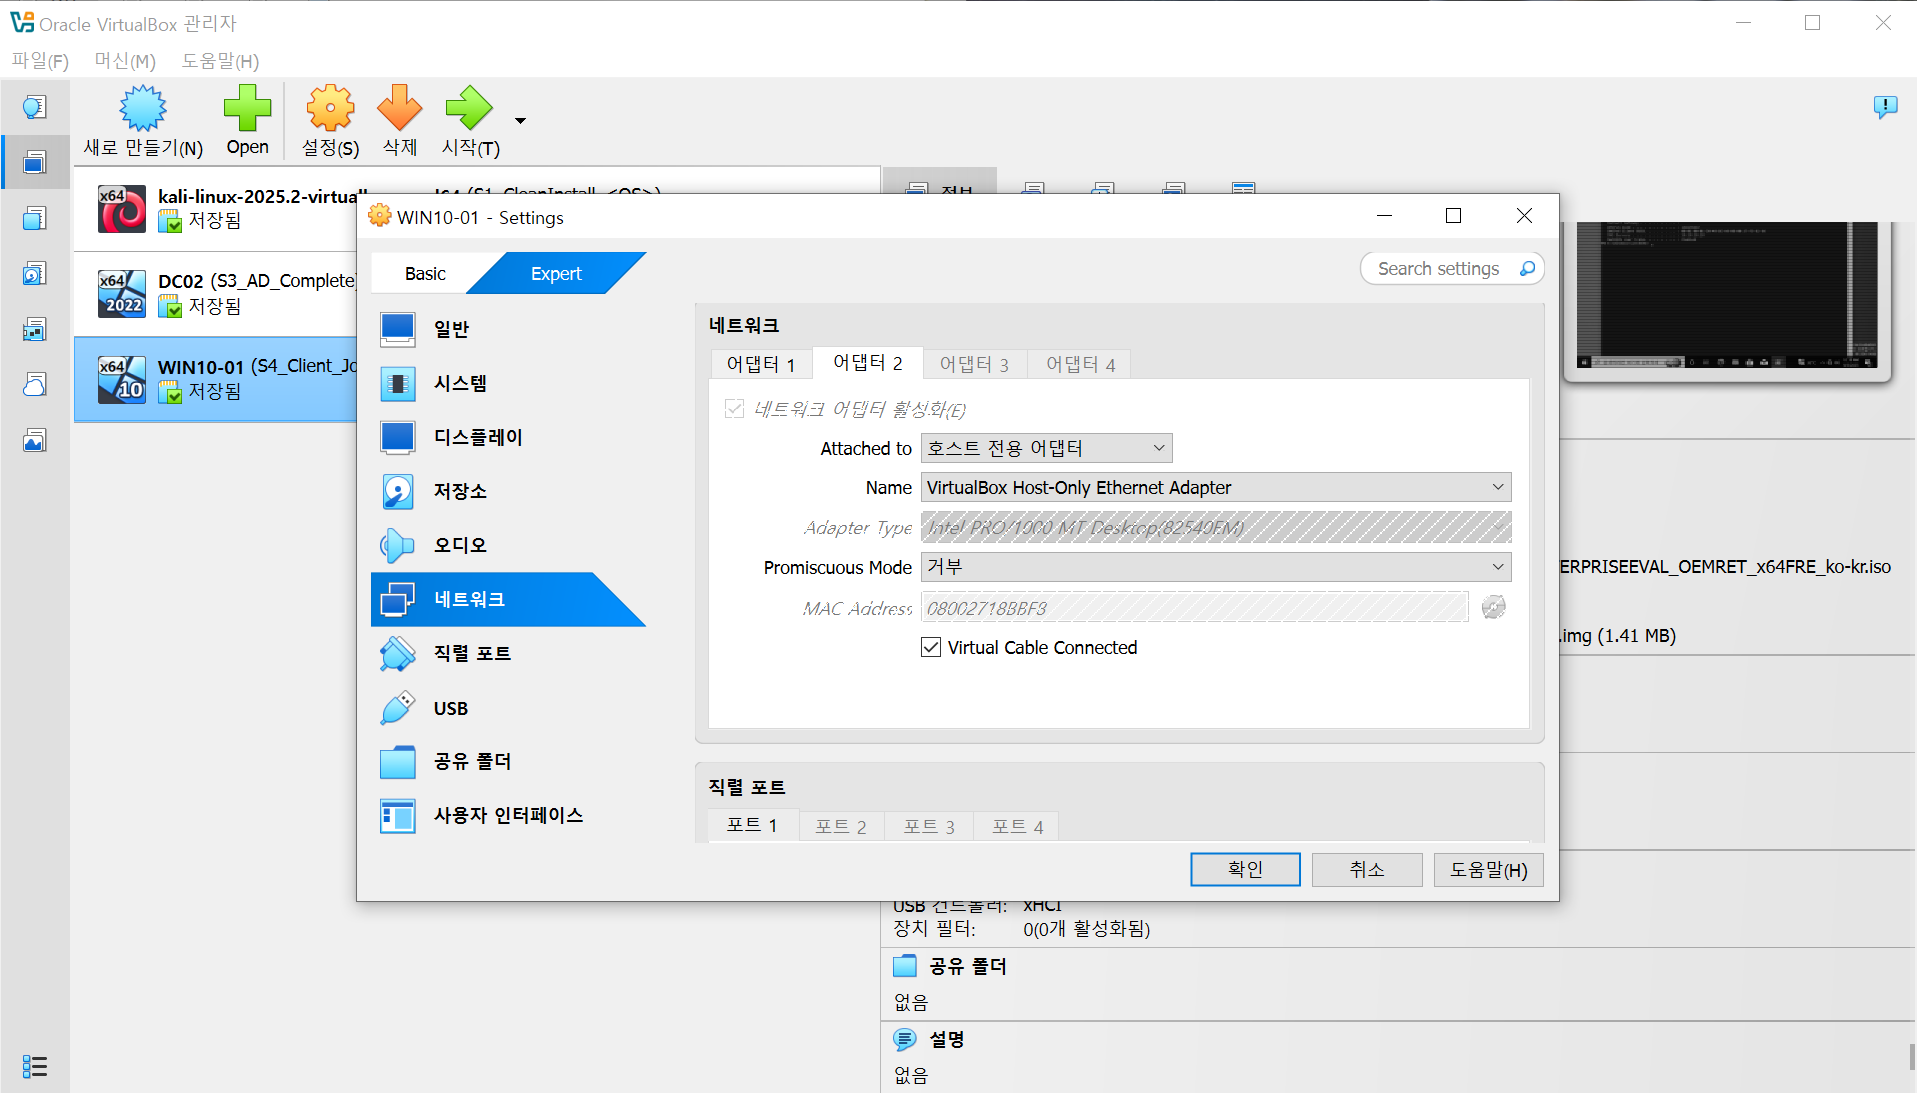 Oracle VirtualBox 관리자
파일(F) 머신(M) 도움말(H)
새로 만들기(N) Open 설정(S) 삭제 시작(T)
x64 kali-linux-2025.2-virtual
저장됨
x64 2022 DC02 (S3_AD_Complete)
저장됨
x64 10 WIN10-01 (S4_Client_Jo
저장됨
정보
WIN10-01 - Settings
Basic Expert
Search settings
일반
시스템
디스플레이
저장소
오디오
네트워크
직렬 포트
USB
공유 폴더
사용자 인터페이스
네트워크
어댑터 1 어댑터 2 어댑터 3 어댑터 4
네트워크 어댑터 활성화(E)
Attached to 호스트 전용 어댑터
Name VirtualBox Host-Only Ethernet Adapter
Adapter Type Intel PRO/1000 MT Desktop(82540EM)
Promiscuous Mode 거부
MAC Address 08002718BBF8
Virtual Cable Connected
직렬 포트
포트 1 포트 2 포트 3 포트 4
확인 취소 도움말(H)
ERPRISEEVAL_OEMRET_x64FRE_ko-kr.iso
.img (1.41 MB)
USB 컨트롤러: xHCI
장치 필터: 0(0개 활성화됨)
공유 폴더
없음
설명
없음